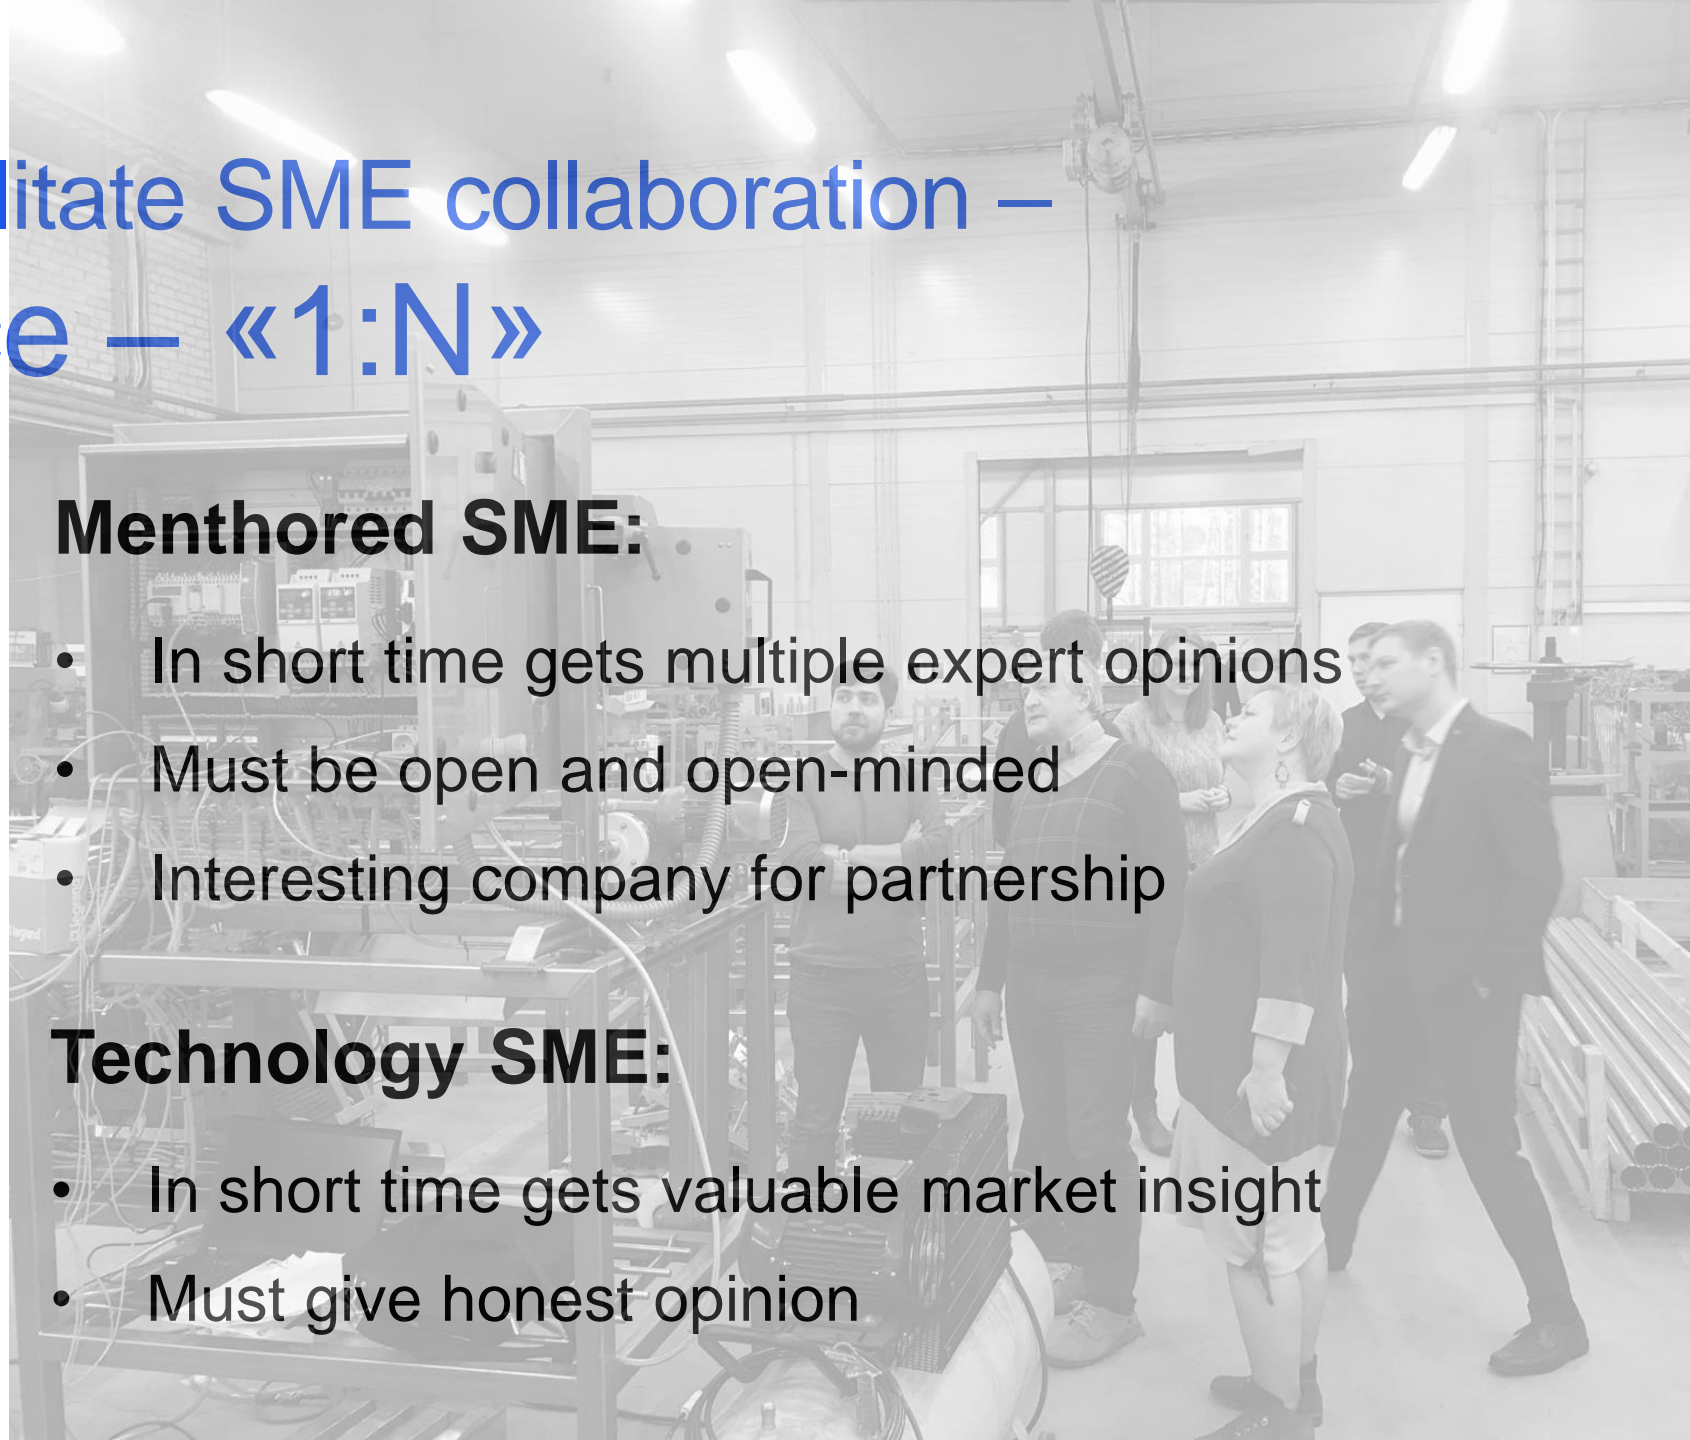 litate SME collaboration –
e – «1:N»
Menthored SME:
• In short time gets multiple expert opinions
• Must be open and open-minded
• Interesting company for partnership
Technology SME:
• In short time gets valuable market insight
• Must give honest opinion
legrand